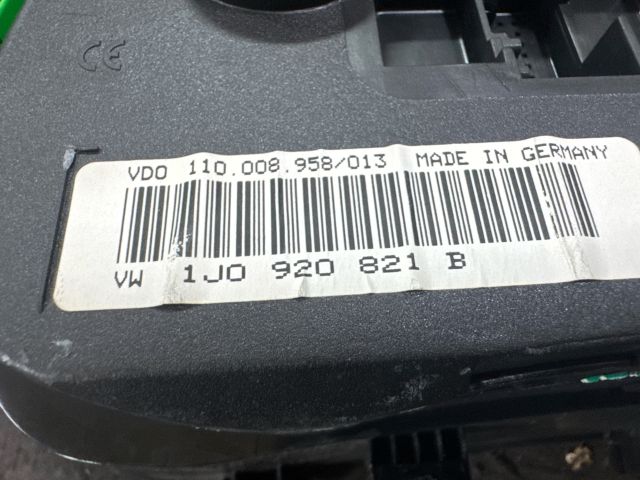 CE
VDO 110.008.958/013 MADE IN GERMANY
VW 1J0 920 821 B